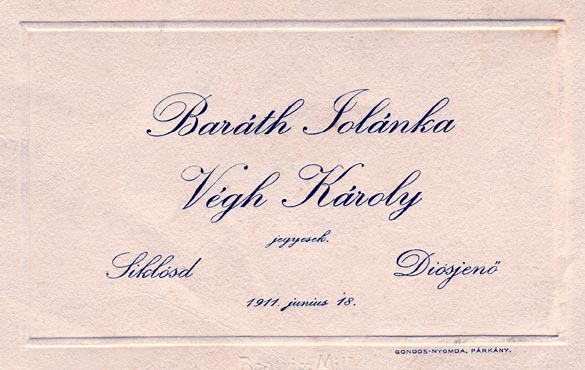 Baráth Jolánka
Végh Károly
jegyesek.
Siklósd Diósjenő
1911. junius 18.
GONDOS-NYOMDA, PÁRKÁNY.